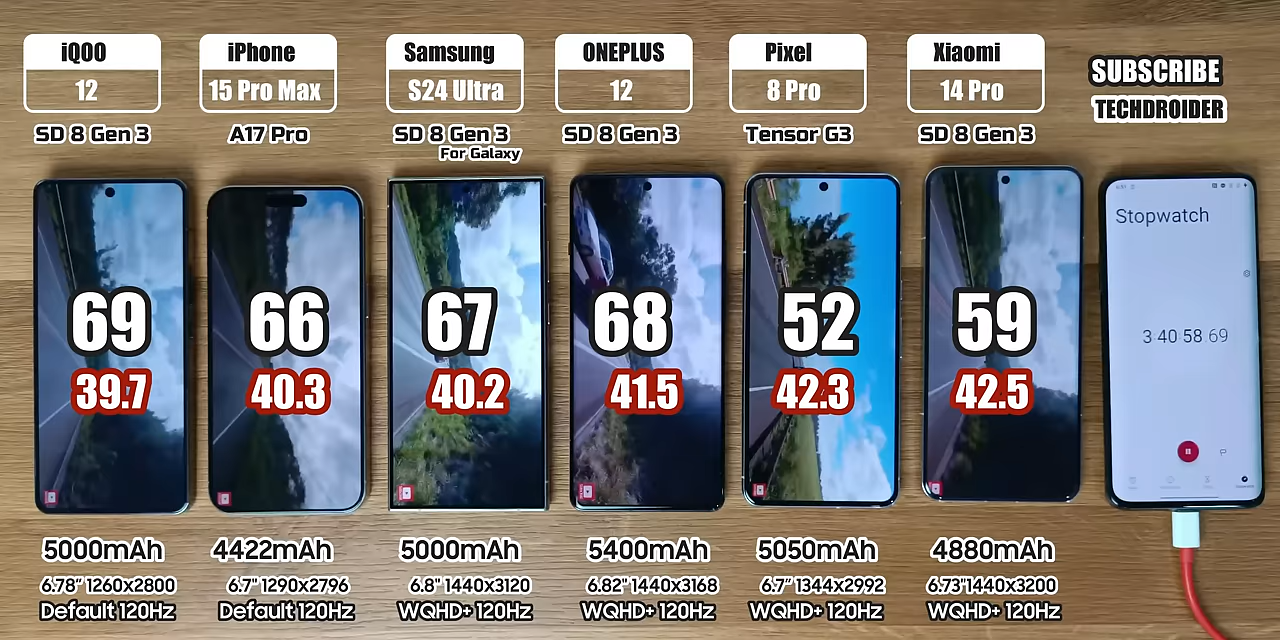 iQOO
12
SD 8 Gen 3
iPhone
15 Pro Max
A17 Pro
Samsung
S24 Ultra
SD 8 Gen 3
For Galaxy
ONEPLUS
12
SD 8 Gen 3
Pixel
8 Pro
Tensor G3
Xiaomi
14 Pro
SD 8 Gen 3
SUBSCRIBE
TECHDROIDER
69
39.7
66
40.3
67
40.2
68
41.5
52
42.3
59
42.5
Stopwatch
3 40 58.69
5000mAh
6.78" 1260x2800
Default 120Hz
4422mAh
6.7" 1290x2796
Default 120Hz
5000mAh
6.8" 1440x3120
WQHD+ 120Hz
5400mAh
6.82" 1440x3168
WQHD+ 120Hz
5050mAh
6.7" 1344x2992
WQHD+ 120Hz
4880mAh
6.73"1440x3200
WQHD+ 120Hz